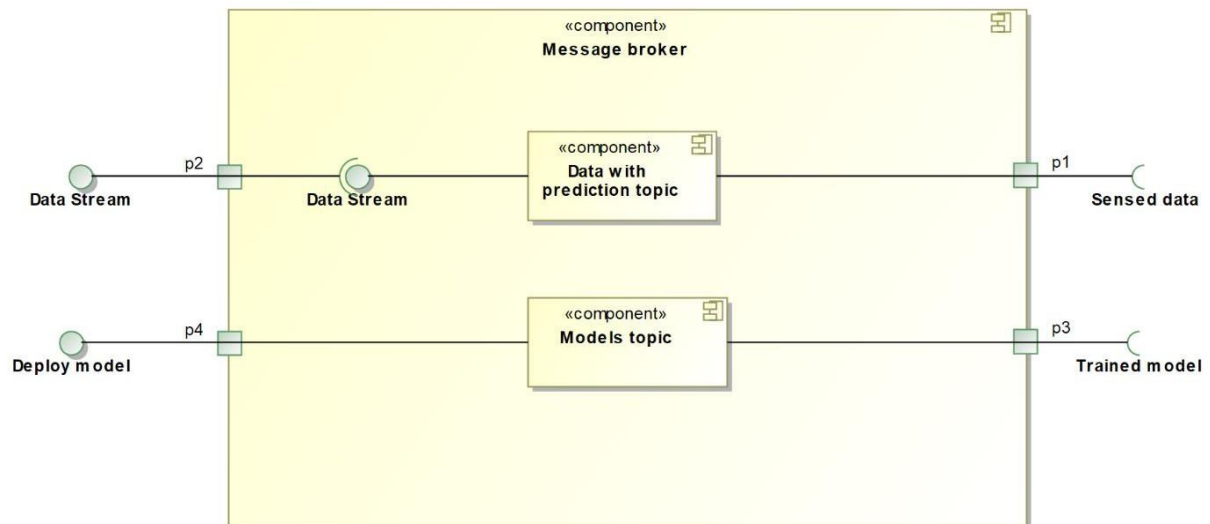 «component»
Message broker
«component»
Data with
prediction topic
p2
p1
Data Stream
Data Stream
Sensed data
«component»
Models topic
p4
p3
Deploy model
Trained model